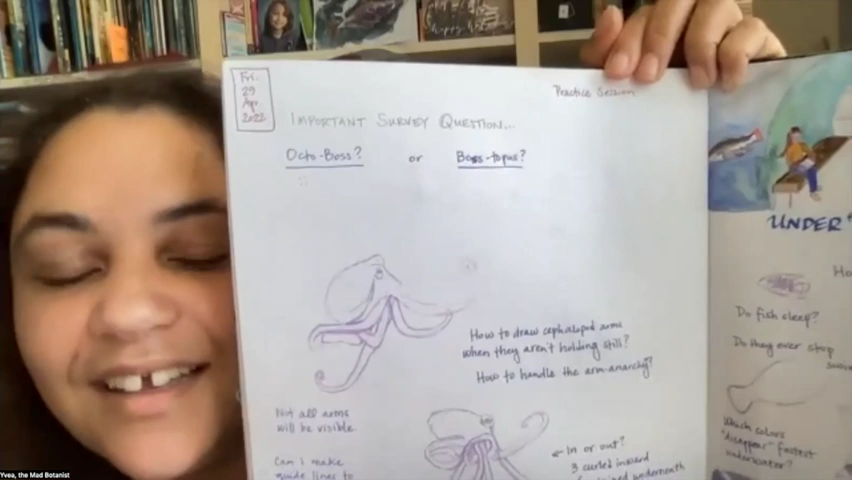 Fri.
29
Apr.
2022
Practice Session
IMPORTANT SURVEY QUESTION...
Octo-Boss? or Boss-topus?
How to draw cephalopod arms
when they aren't holding still?
How to handle the arm-anarchy?
Not all arms
will be visible
Can I make
guide lines to
← In or out?
3 curled inward
underneath
UNDER
Ho
Do fish sleep?
Do they ever stop
Which colors
"disappear" fastest
underwater?
Yvea, the Mad Botanist